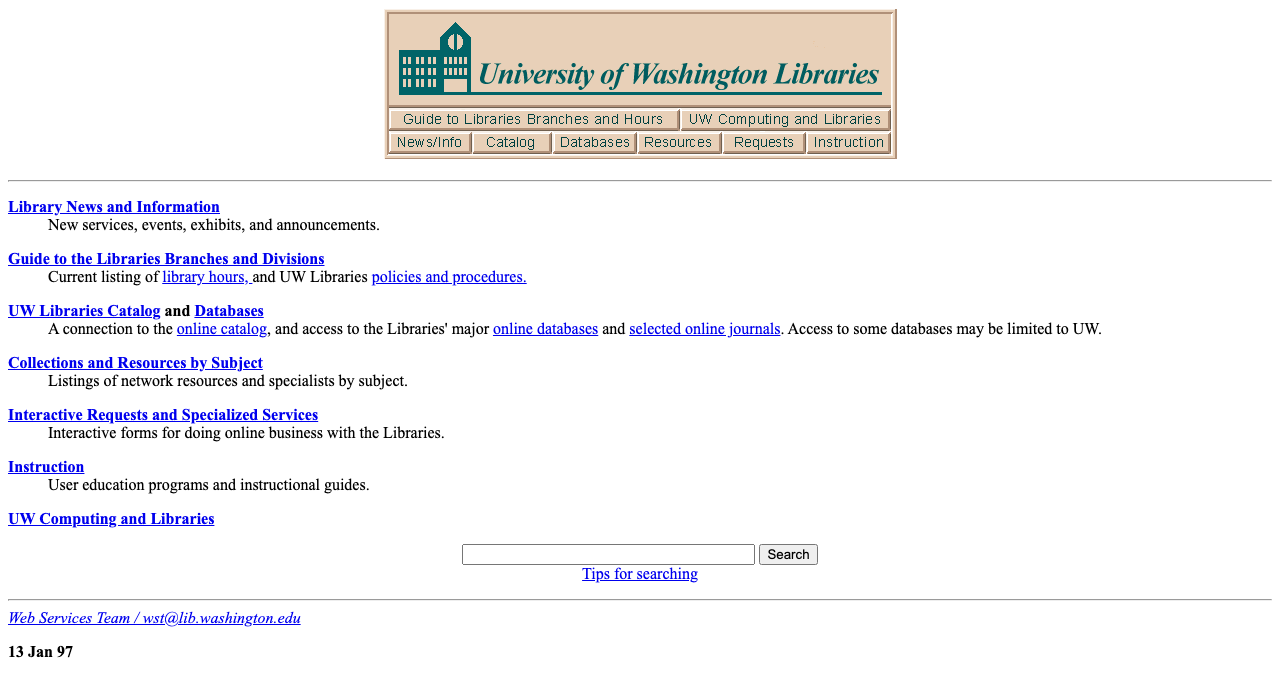 University of Washington Libraries
Guide to Libraries Branches and Hours UW Computing and Libraries
News/Info Catalog Databases Resources Requests Instruction
Library News and Information
New services, events, exhibits, and announcements.
Guide to the Libraries Branches and Divisions
Current listing of library hours, and UW Libraries policies and procedures.
UW Libraries Catalog and Databases
A connection to the online catalog, and access to the Libraries' major online databases and selected online journals. Access to some databases may be limited to UW.
Collections and Resources by Subject
Listings of network resources and specialists by subject.
Interactive Requests and Specialized Services
Interactive forms for doing online business with the Libraries.
Instruction
User education programs and instructional guides.
UW Computing and Libraries
Search
Tips for searching
Web Services Team / wst@lib.washington.edu
13 Jan 97